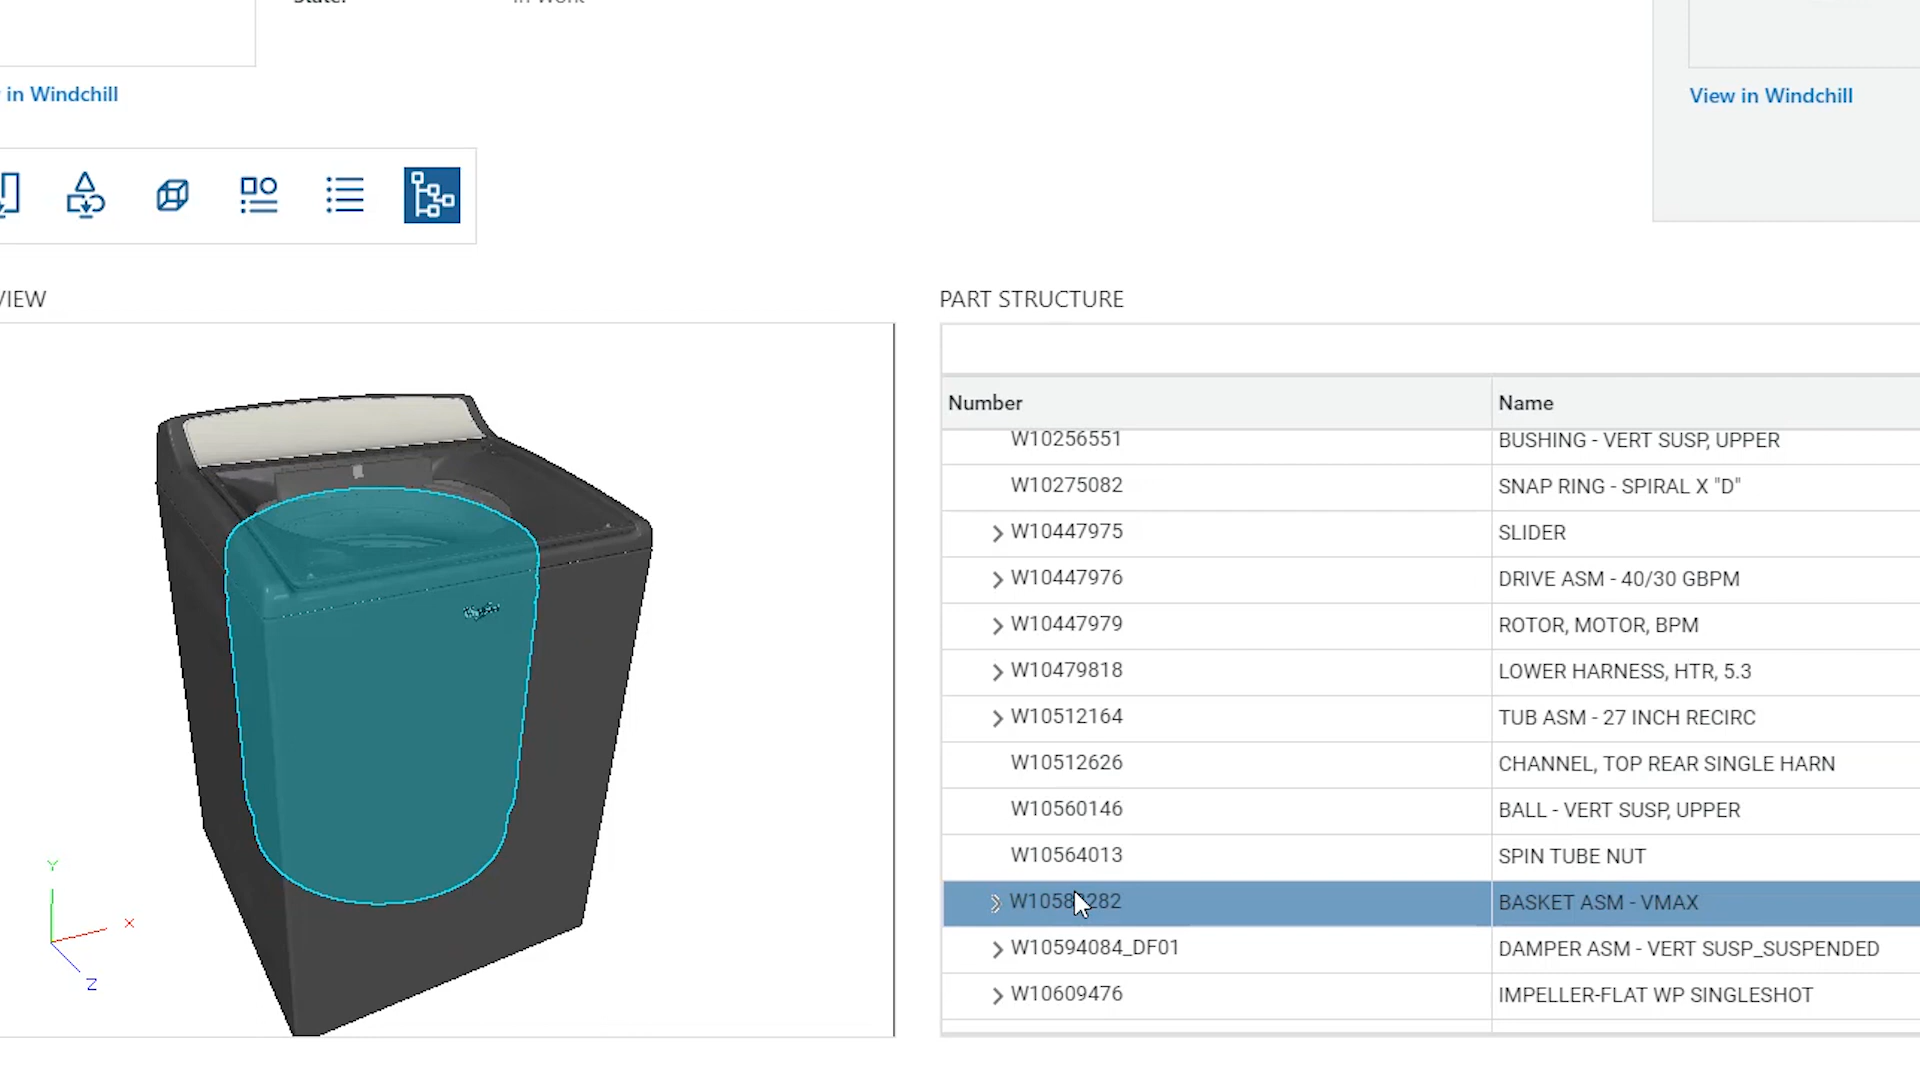 in Windchill
View in Windchill
VIEW
PART STRUCTURE
Number Name
W10256551 BUSHING - VERT SUSP, UPPER
W10275082 SNAP RING - SPIRAL X "D"
W10447975 SLIDER
W10447976 DRIVE ASM - 40/30 GBPM
W10447979 ROTOR, MOTOR, BPM
W10479818 LOWER HARNESS, HTR, 5.3
W10512164 TUB ASM - 27 INCH RECIRC
W10512626 CHANNEL, TOP REAR SINGLE HARN
W10560146 BALL - VERT SUSP, UPPER
W10564013 SPIN TUBE NUT
BASKET ASM - VMAX
W10594084_DF01 DAMPER ASM - VERT SUSP_SUSPENDED
W10609476 IMPELLER-FLAT WP SINGLESHOT
Y
X
Z